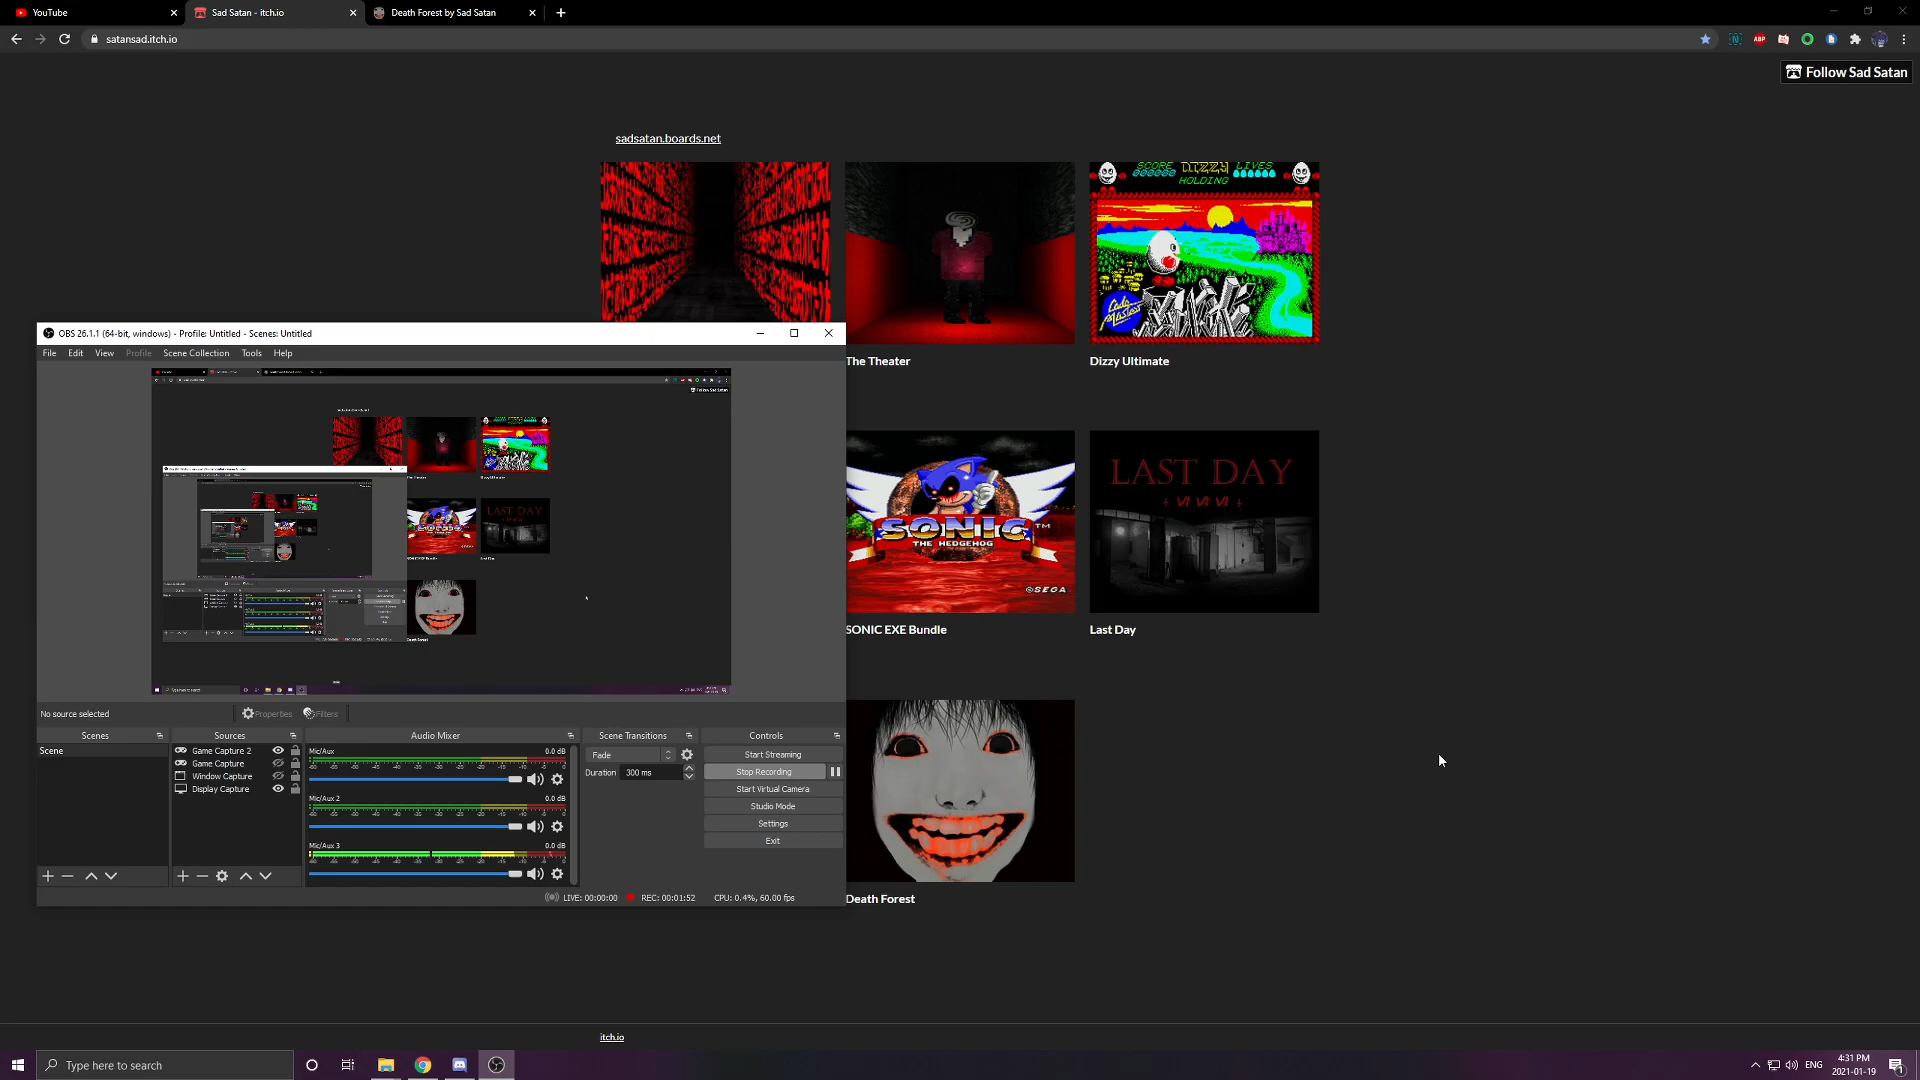 YouTube
Sad Satan - itch.io
Death Forest by Sad Satan
satansad.itch.io
ABP
Follow Sad Satan
sadsatan.boards.net
SCORE
DIZZY
LIVES
000000
HOLDING
Code
Masters
The Theater
Dizzy Ultimate
OBS 26.1.1 (64-bit, windows) - Profile: Untitled - Scenes: Untitled
File Edit View Profile Scene Collection Tools Help
SONIC
THE HEDGEHOG
TM
©SEGA
LAST DAY
SONIC EXE Bundle
Last Day
No source selected
Properties
Filters
Scenes
Sources
Audio Mixer
Scene Transitions
Controls
Scene
Game Capture 2
Game Capture
Window Capture
Display Capture
Mic/Aux
0.0 dB
Mic/Aux 2
0.0 dB
Mic/Aux 3
0.0 dB
Fade
Duration 300 ms
Start Streaming
Stop Recording
Start Virtual Camera
Studio Mode
Settings
Exit
LIVE: 00:00:00
REC: 00:01:52
CPU: 0.4%, 60.00 fps
Death Forest
itch.io
Type here to search
ENG
4:31 PM
2021-01-19